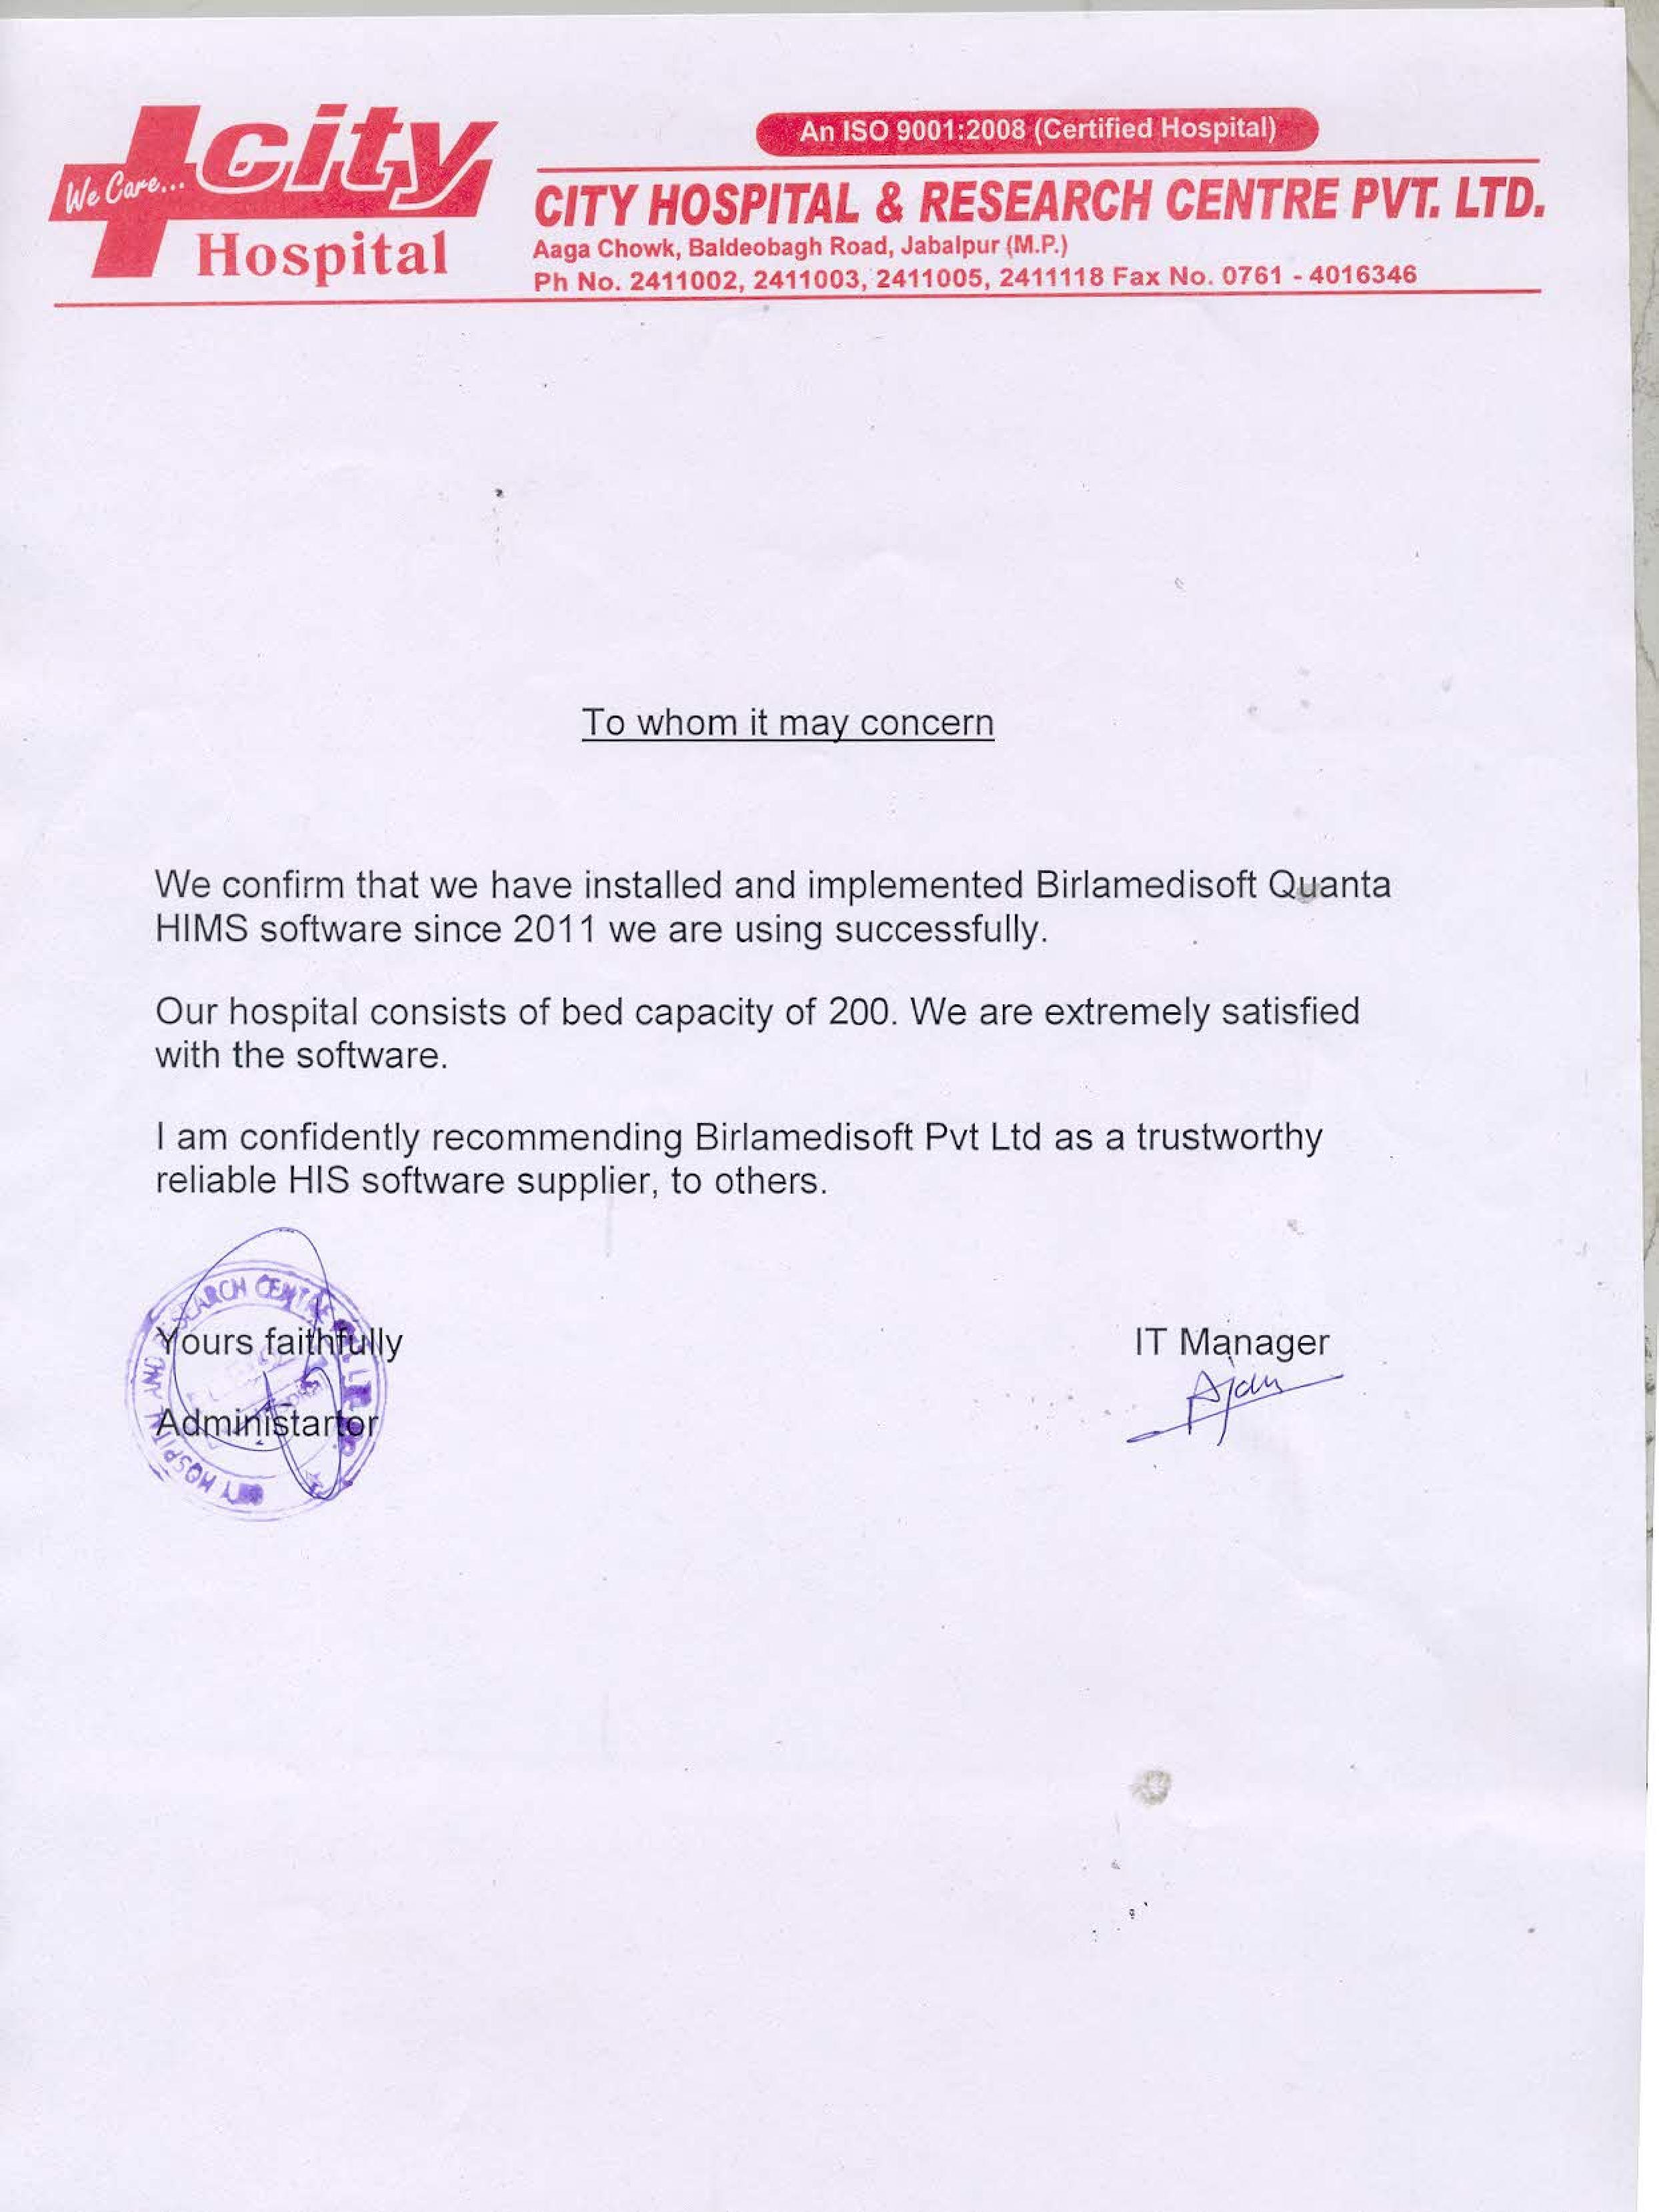 We Care... city
Hospital
An ISO 9001:2008 (Certified Hospital)
CITY HOSPITAL & RESEARCH CENTRE PVT. LTD.
Aaga Chowk, Baldeobagh Road, Jabalpur (M.P.)
Ph No. 2411002, 2411003, 2411005, 2411118 Fax No. 0761 - 4016346
To whom it may concern
We confirm that we have installed and implemented Birlamedisoft Quanta
HIMS software since 2011 we are using successfully.
Our hospital consists of bed capacity of 200. We are extremely satisfied
with the software.
I am confidently recommending Birlamedisoft Pvt Ltd as a trustworthy
reliable HIS software supplier, to others.
Yours faithfully
Administartor
HOSPITAL AND RESEARCH CENTRE
IT Manager